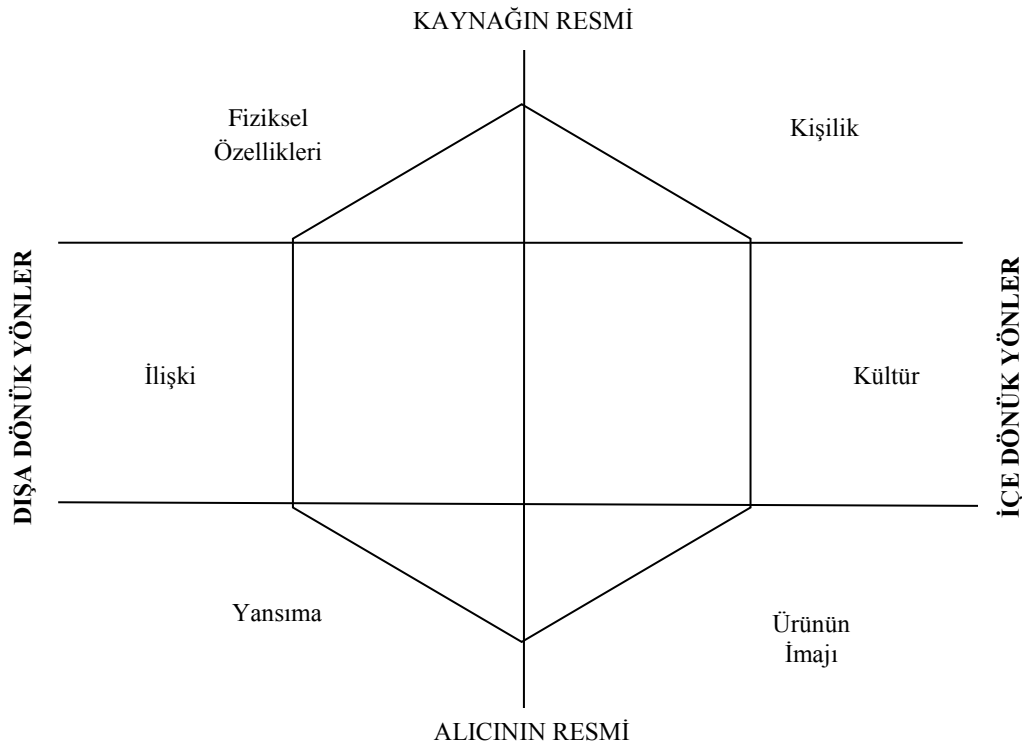 KAYNAĞIN RESMİ
Fiziksel
Özellikleri
Kişilik
DIŞA DÖNÜK YÖNLER
İlişki
Kültür
İÇE DÖNÜK YÖNLER
Yansıma
Ürünün
İmajı
ALICININ RESMİ